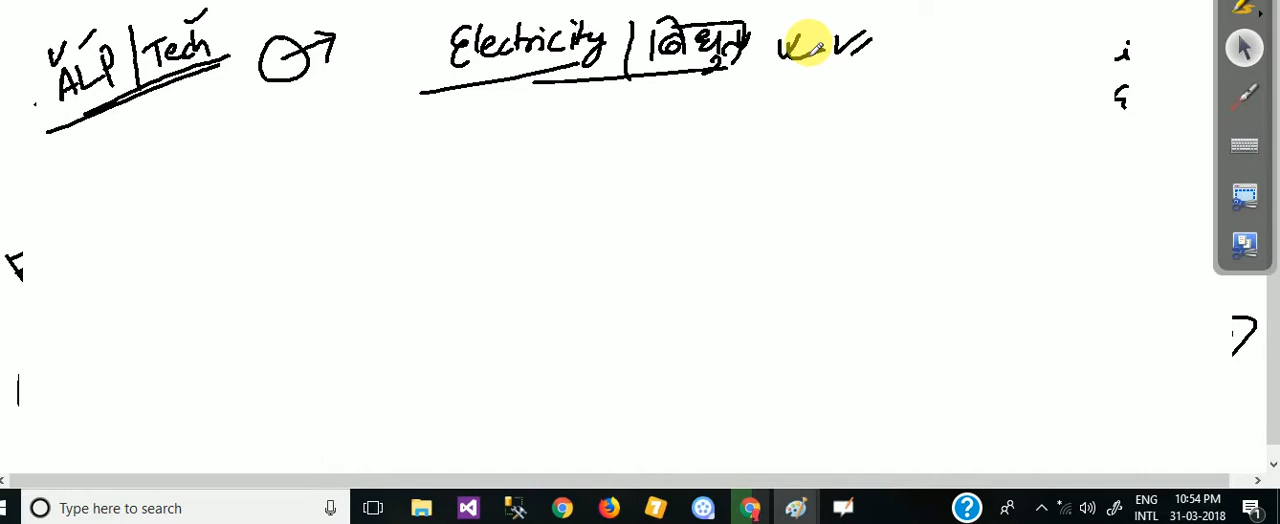 ALP / Tech
Electricity / विद्युत
i
Type here to search
ENG
INTL
10:54 PM
31-03-2018